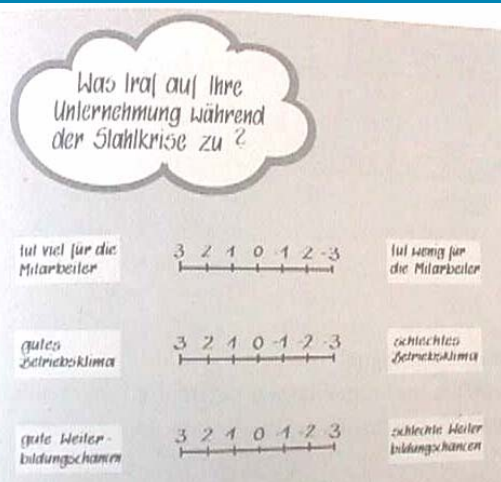 Was traf auf Ihre
Unternehmung während
der Stahlkrise zu ?
tut viel für die
Mitarbeiter
3 2 1 0 -1 -2 -3
tut wenig für
die Mitarbeiter
gutes
Betriebsklima
3 2 1 0 -1 -2 -3
schlechtes
Betriebsklima
gute Weiter-
bildungschancen
3 2 1 0 -1 -2 -3
schlechte Weiter
bildungschancen